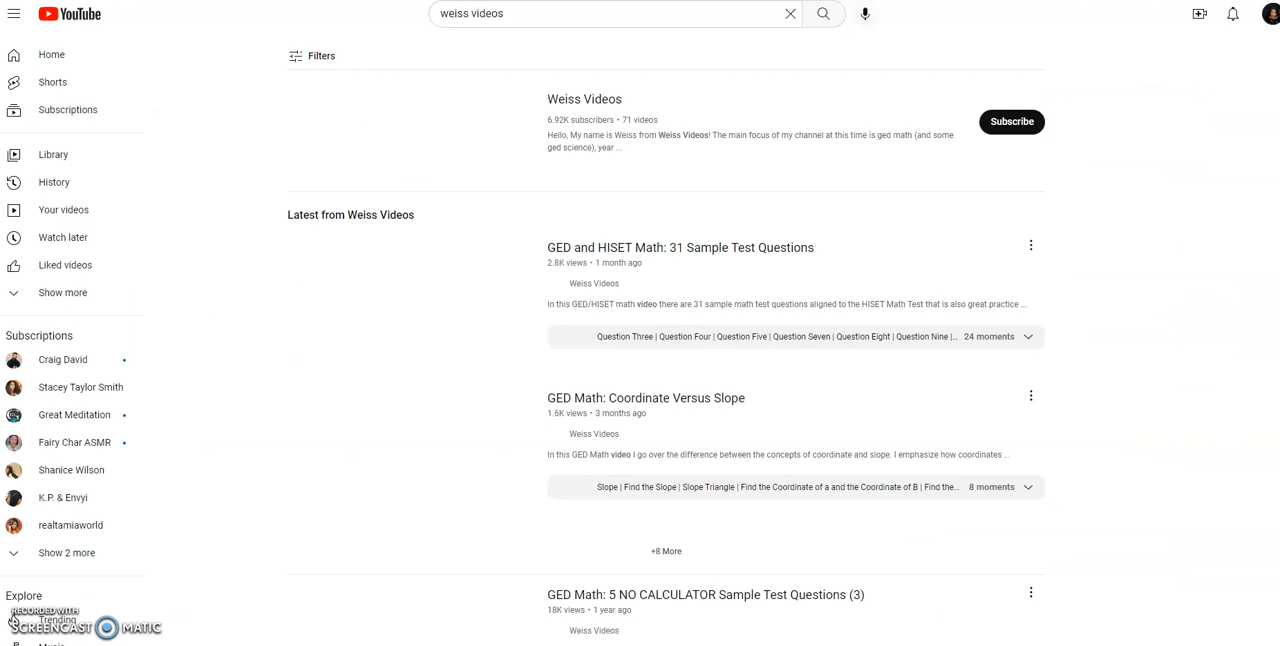 YouTube
weiss videos
Home
Shorts
Subscriptions
Library
History
Your videos
Watch later
Liked videos
Show more
Subscriptions
Craig David
Stacey Taylor Smith
Great Meditation
Fairy Char ASMR
Shanice Wilson
K.P. & Envyi
realtamiaworld
Show 2 more
Explore
Trending
RECORDED WITH
SCREENCAST MATIC
Filters
Weiss Videos
6.92K subscribers • 71 videos
Hello, My name is Weiss from Weiss Videos! The main focus of my channel at this time is ged math (and some
ged science), year ...
Subscribe
Latest from Weiss Videos
GED and HISET Math: 31 Sample Test Questions
2.8K views • 1 month ago
Weiss Videos
In this GED/HISET math video there are 31 sample math test questions aligned to the HISET Math Test that is also great practice ...
Question Three | Question Four | Question Five | Question Seven | Question Eight | Question Nine |... 24 moments
GED Math: Coordinate Versus Slope
1.6K views • 3 months ago
Weiss Videos
In this GED Math video I go over the difference between the concepts of coordinate and slope. I emphasize how coordinates ...
Slope | Find the Slope | Slope Triangle | Find the Coordinate of a and the Coordinate of B | Find the... 8 moments
+8 More
GED Math: 5 NO CALCULATOR Sample Test Questions (3)
18K views • 1 year ago
Weiss Videos